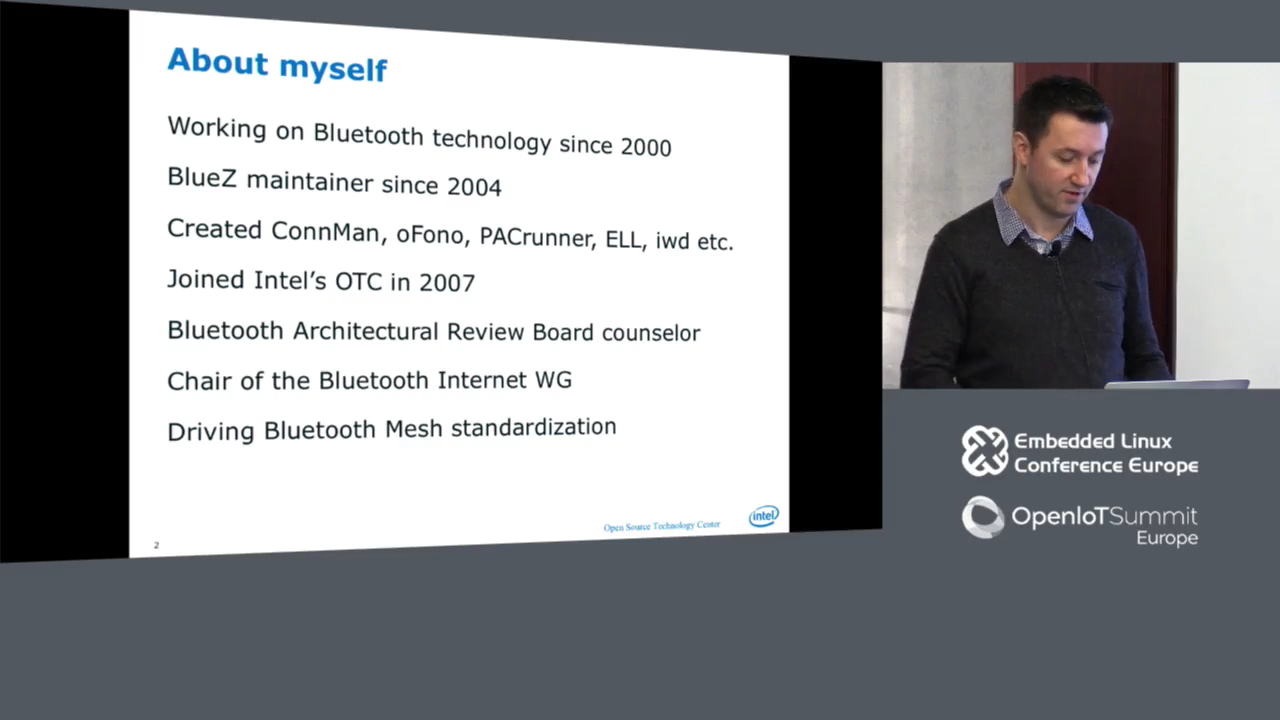 About myself
Working on Bluetooth technology since 2000
BlueZ maintainer since 2004
Created ConnMan, oFono, PACrunner, ELL, iwd etc.
Joined Intel's OTC in 2007
Bluetooth Architectural Review Board counselor
Chair of the Bluetooth Internet WG
Driving Bluetooth Mesh standardization
Open Source Technology Center
intel
2
Embedded Linux
Conference Europe
OpenIoTSummit
Europe